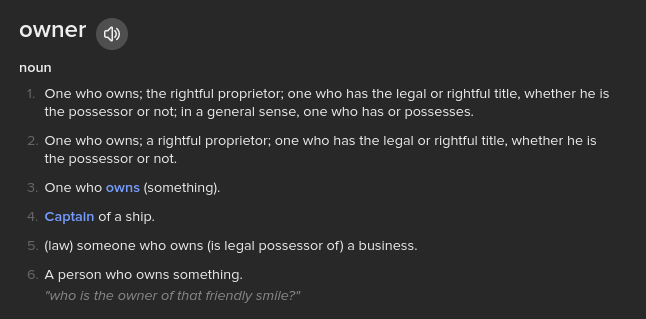 owner
noun
1. One who owns; the rightful proprietor; one who has the legal or rightful title, whether he is
the possessor or not; in a general sense, one who has or possesses.
2. One who owns; a rightful proprietor; one who has the legal or rightful title, whether he is
the possessor or not.
3. One who owns (something).
4. Captain of a ship.
5. (law) someone who owns (is legal possessor of) a business.
6. A person who owns something.
"who is the owner of that friendly smile?"